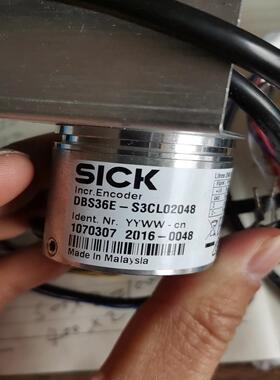 SICK
Incr.Encoder
DBS36E-S3CL02048
Ident. Nr. YYWW-cn
1070307 2016-0048
Made in Malaysia